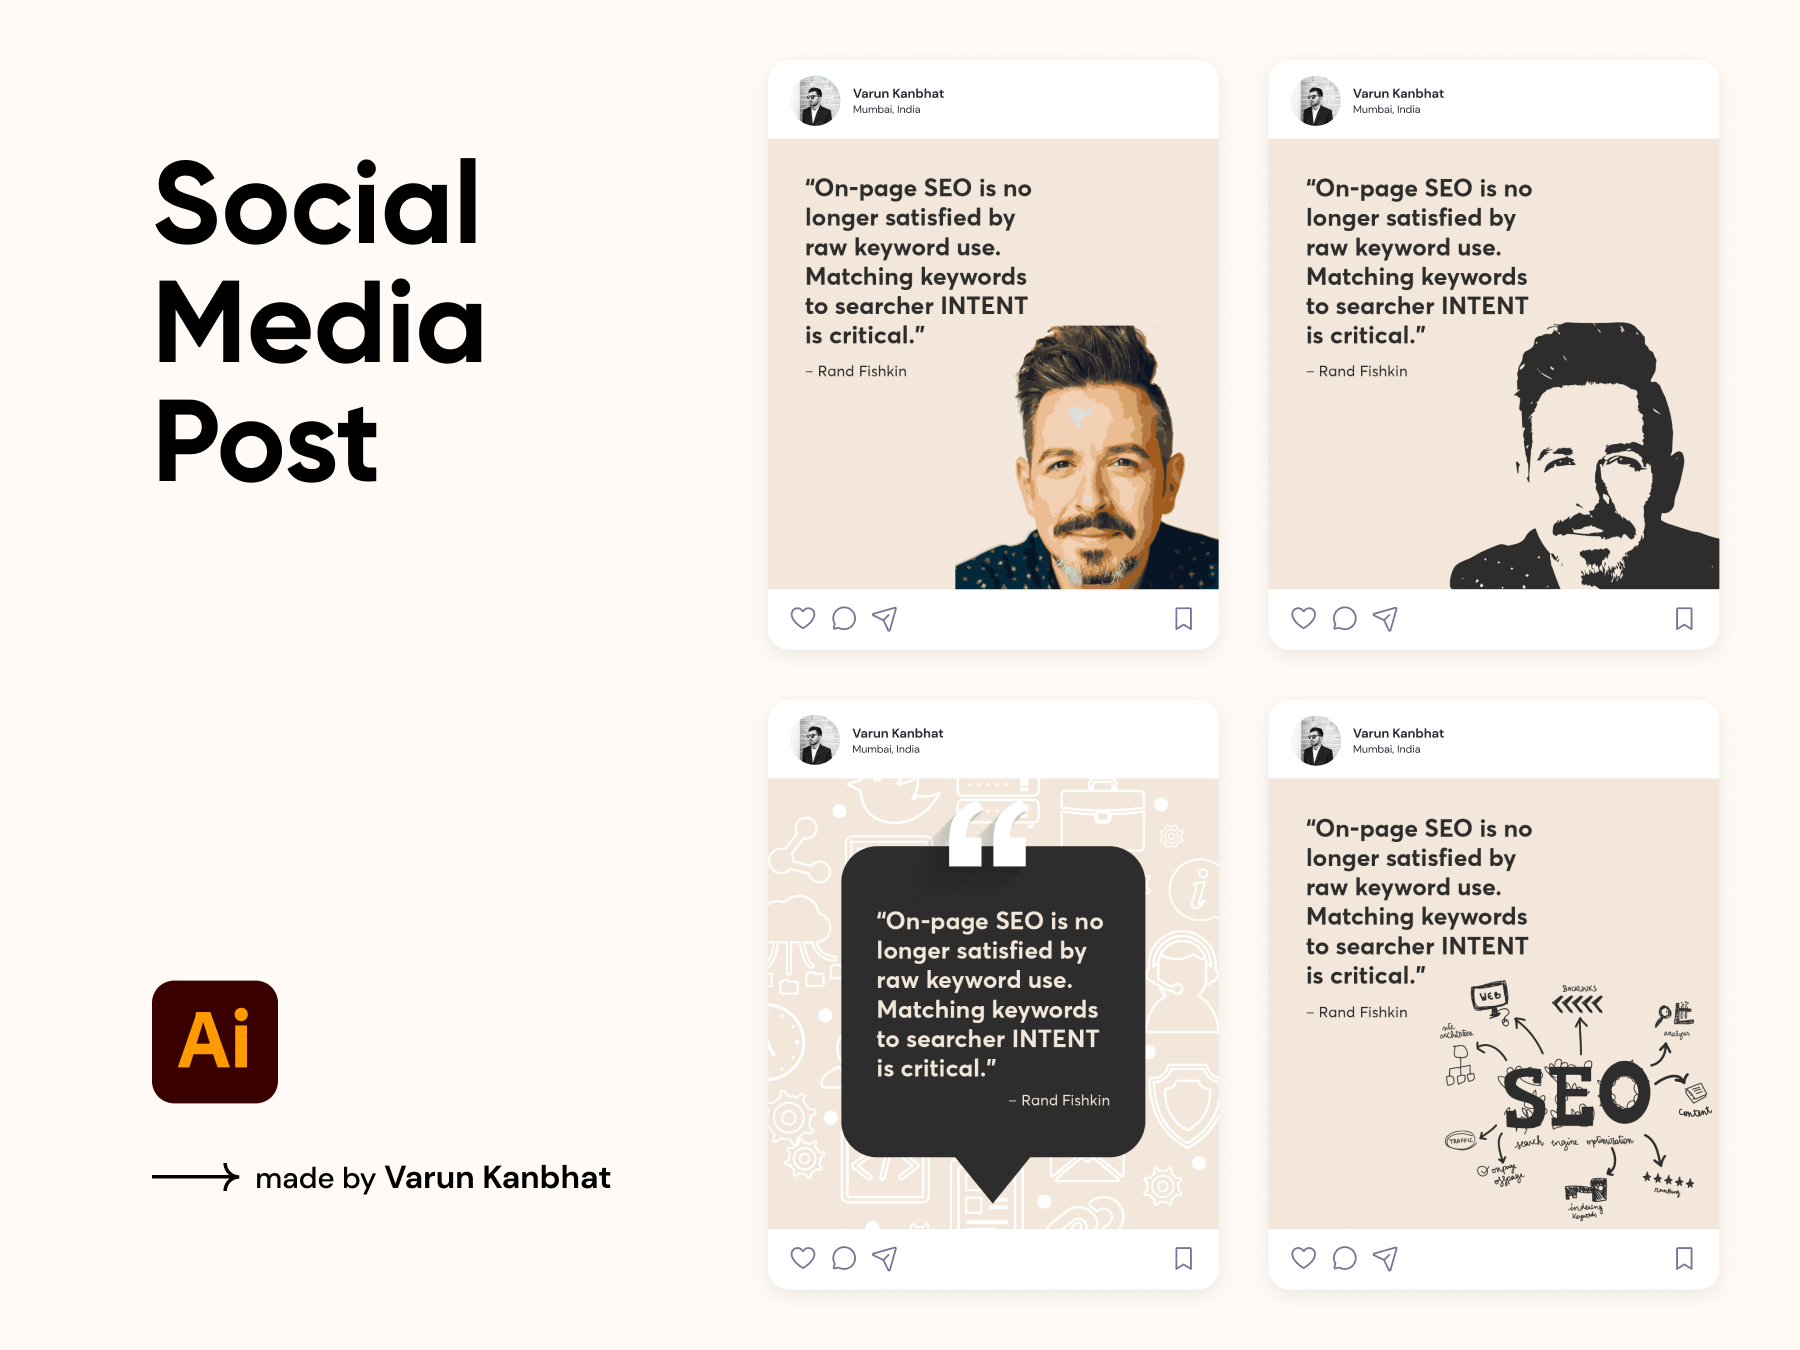 Social
Media
Post
Ai
made by Varun Kanbhat
Varun Kanbhat
Mumbai, India
“On-page SEO is no
longer satisfied by
raw keyword use.
Matching keywords
to searcher INTENT
is critical.”
– Rand Fishkin
Varun Kanbhat
Mumbai, India
“On-page SEO is no
longer satisfied by
raw keyword use.
Matching keywords
to searcher INTENT
is critical.”
– Rand Fishkin
Varun Kanbhat
Mumbai, India
“
“On-page SEO is no
longer satisfied by
raw keyword use.
Matching keywords
to searcher INTENT
is critical.”
– Rand Fishkin
i
Varun Kanbhat
Mumbai, India
“On-page SEO is no
longer satisfied by
raw keyword use.
Matching keywords
to searcher INTENT
is critical.”
– Rand Fishkin
WEB
BACKLINKS
site
architecture
analysis
SEO
content
search engine optimization
TRAFFIC
onpage
offpage
ranking
indexing
keywords